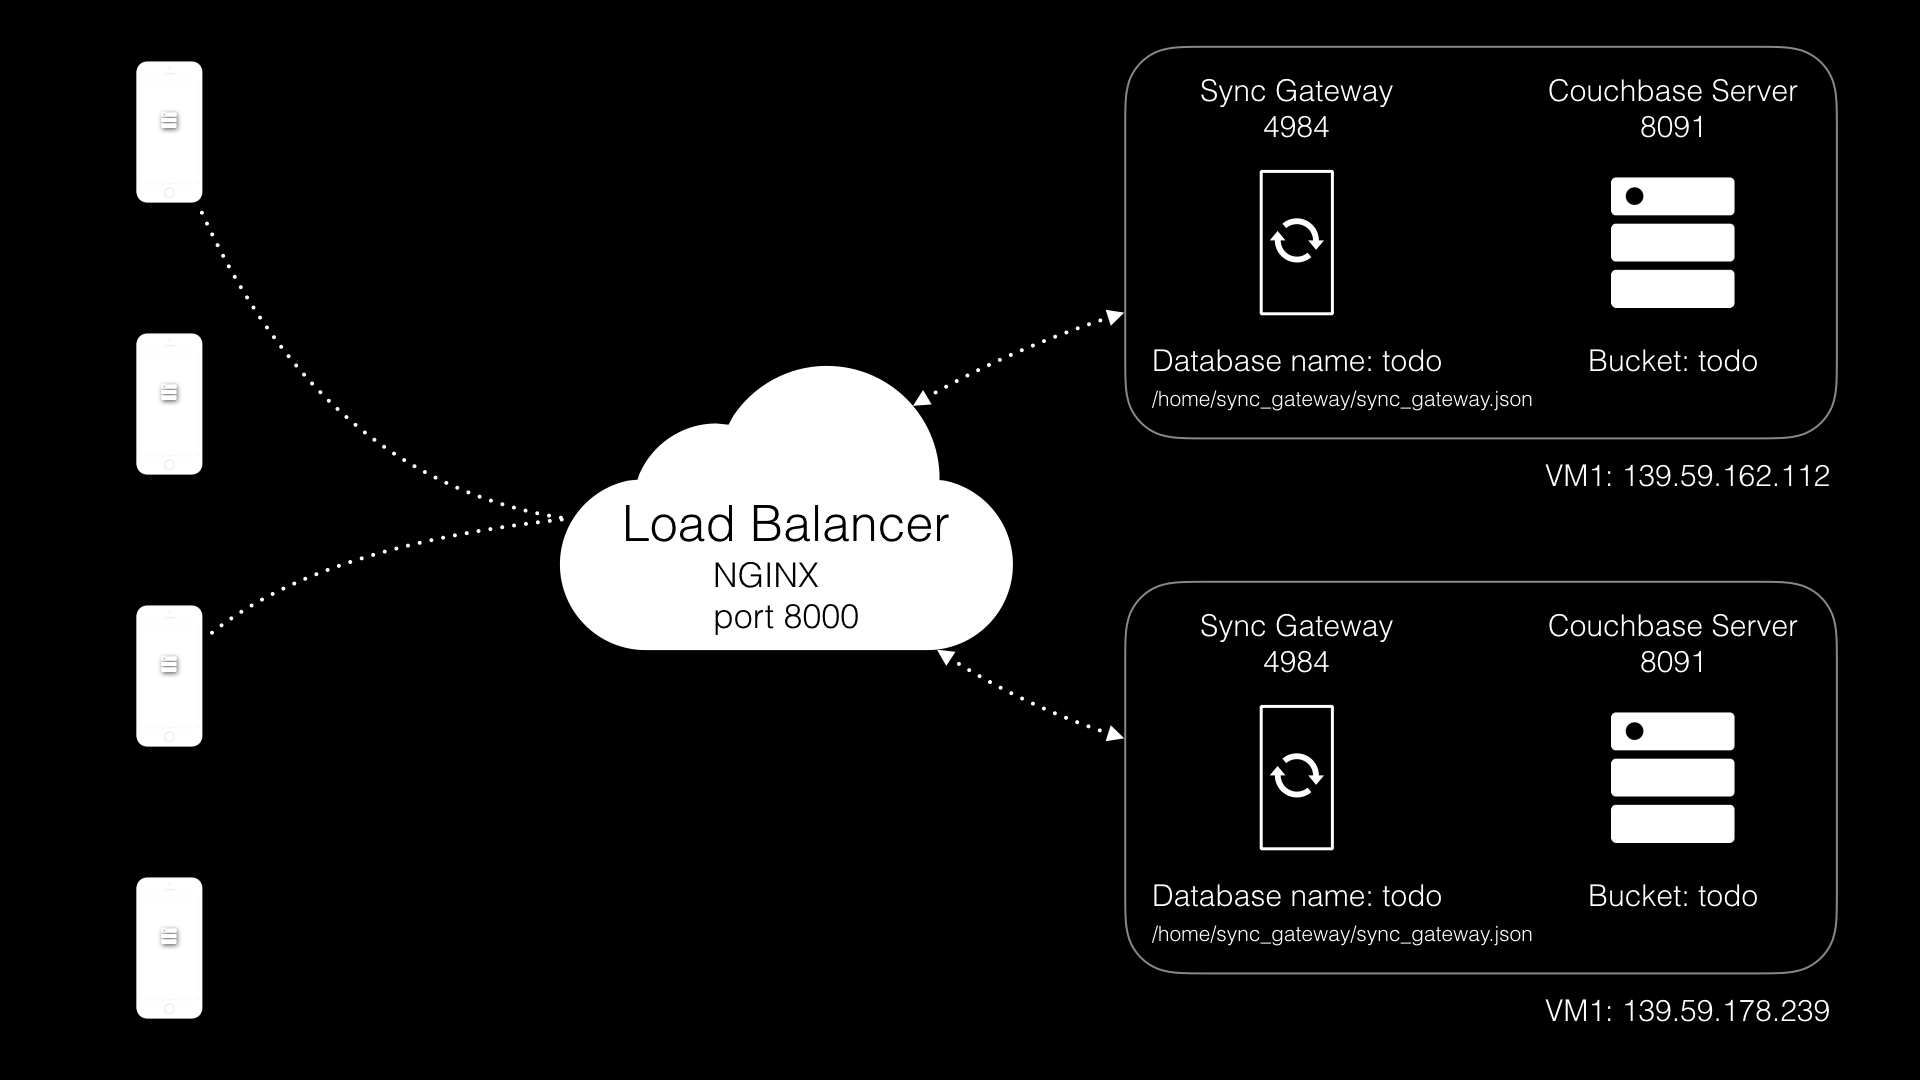 Sync Gateway
4984
Couchbase Server
8091
Database name: todo
/home/sync_gateway/sync_gateway.json
Bucket: todo
VM1: 139.59.162.112
Load Balancer
NGINX
port 8000
Sync Gateway
4984
Couchbase Server
8091
Database name: todo
/home/sync_gateway/sync_gateway.json
Bucket: todo
VM1: 139.59.178.239